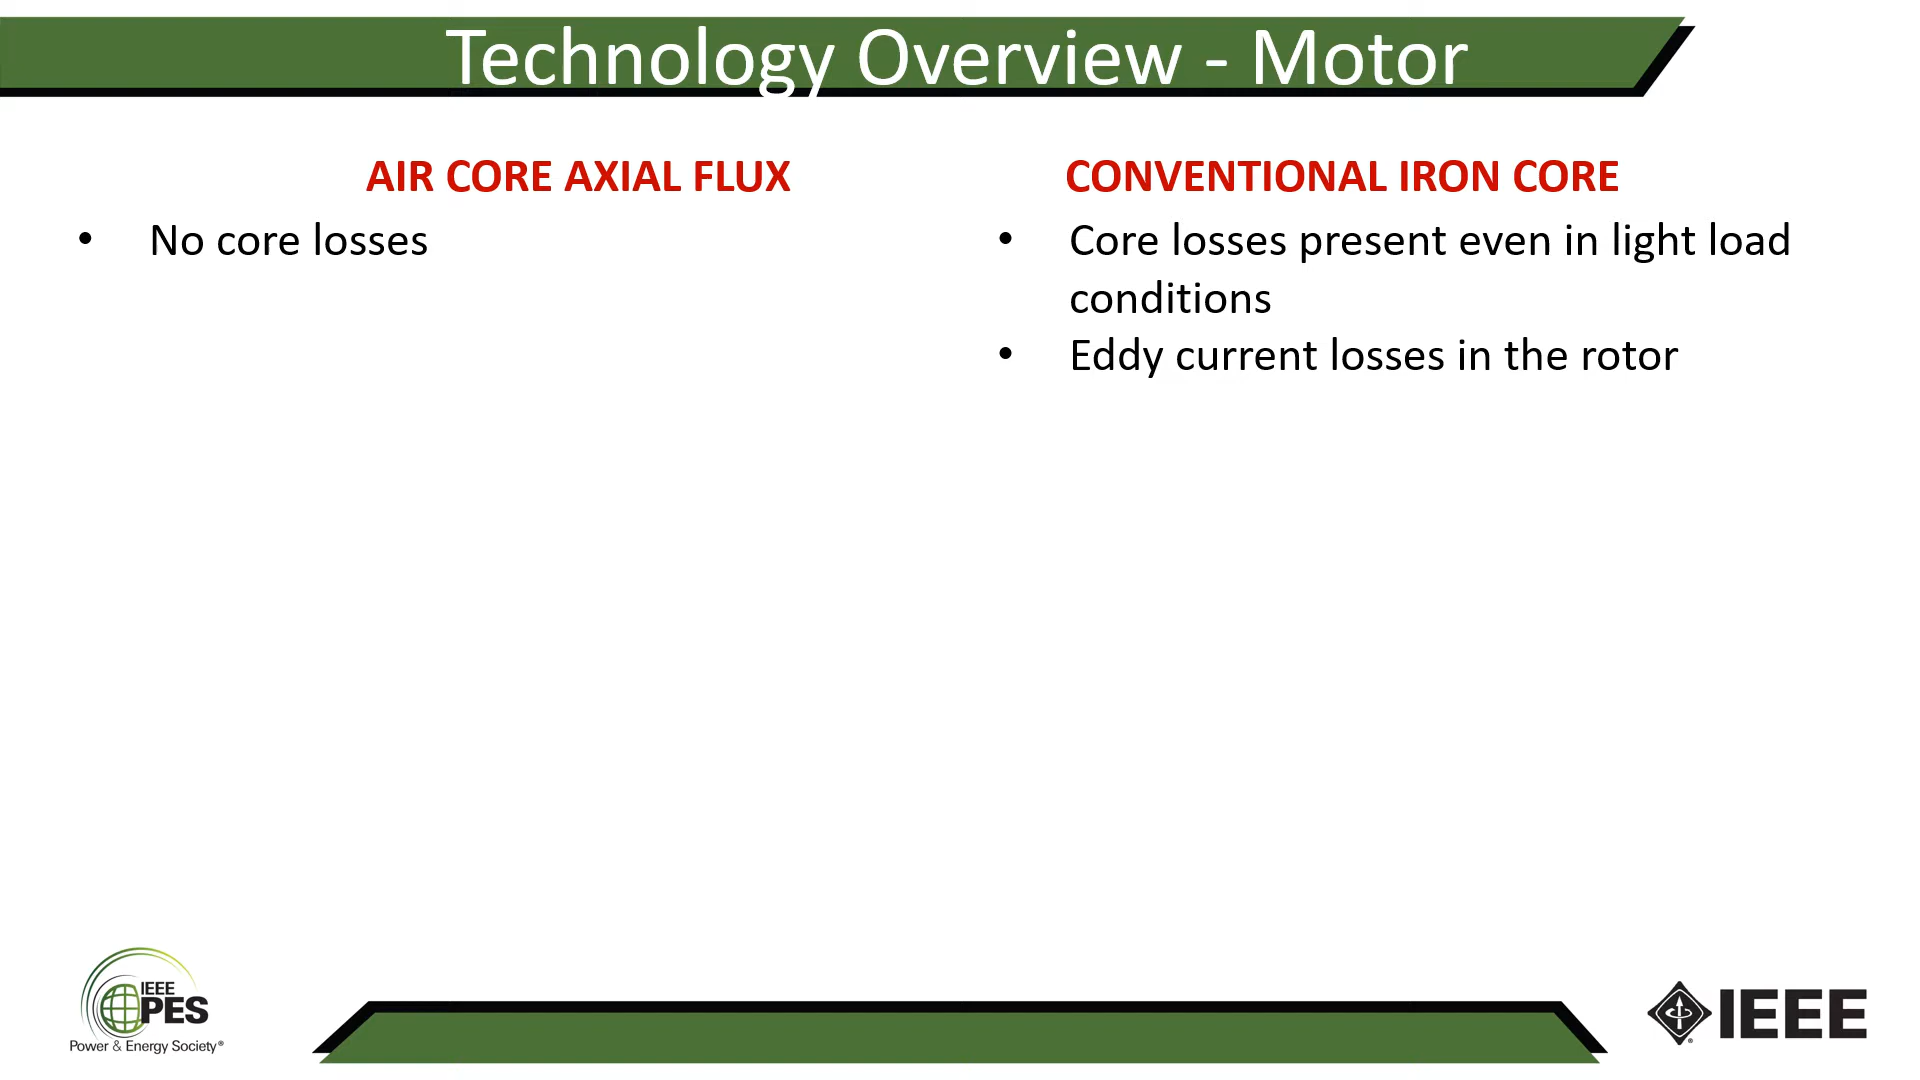 Technology Overview - Motor
AIR CORE AXIAL FLUX
• No core losses
CONVENTIONAL IRON CORE
• Core losses present even in light load
conditions
• Eddy current losses in the rotor
IEEE
PES
Power & Energy Society®
IEEE®